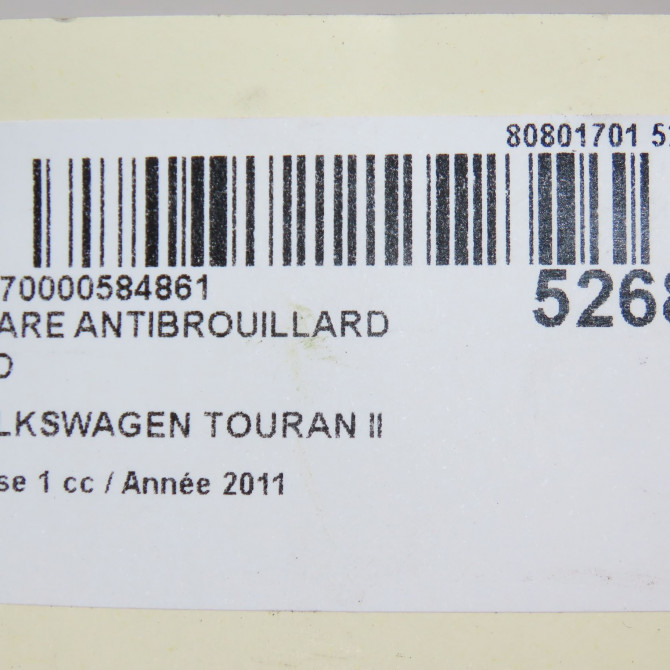 80801701 5
70000584861
5268
ARE ANTIBROUILLARD
D
LKSWAGEN TOURAN II
se 1 cc / Année 2011